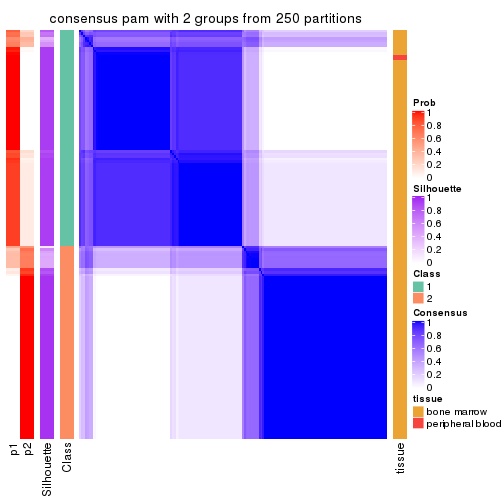 consensus pam with 2 groups from 250 partitions
Prob
1
0.8
0.6
0.4
0.2
0
Silhouette
1
0.8
0.6
0.4
0.2
0
Class
1
2
Consensus
1
0.8
0.6
0.4
0.2
0
tissue
bone marrow
peripheral blood
p1
p2
Silhouette
Class
tissue